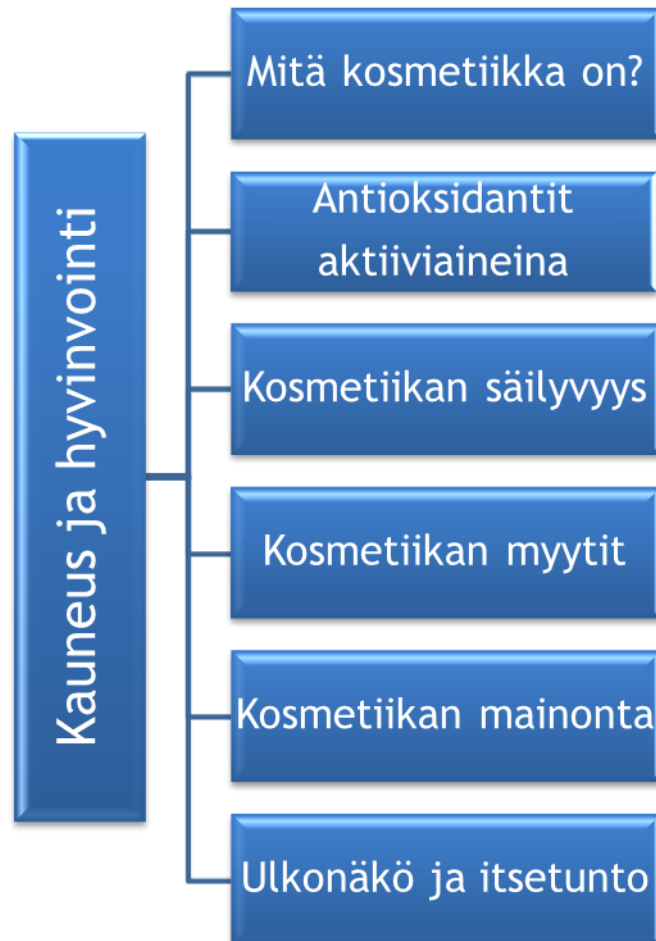 Kauneus ja hyvinvointi
Mitä kosmetiikka on?
Antioksidantit
aktiiviaineina
Kosmetiikan säilyvyys
Kosmetiikan myytit
Kosmetiikan mainonta
Ulkonäkö ja itsetunto